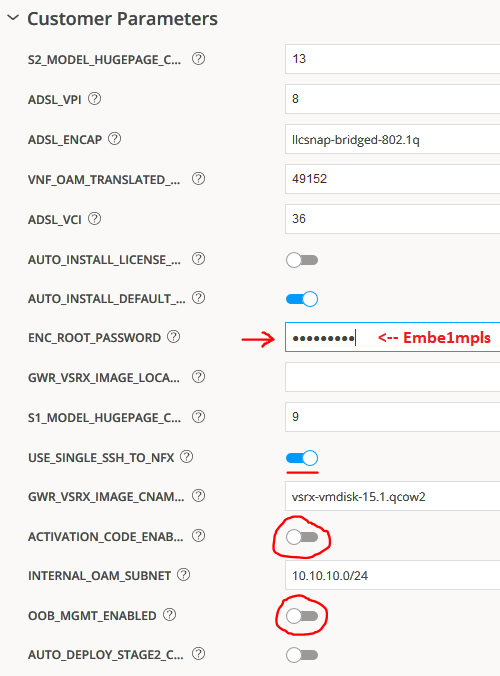 Customer Parameters
S2_MODEL_HUGEPAGE_C... ? 13
ADSL_VPI ? 8
ADSL_ENCAP ? llcsnap-bridged-802.1q
VNF_OAM_TRANSLATED_... ? 49152
ADSL_VCI ? 36
AUTO_INSTALL_LICENSE_... ?
AUTO_INSTALL_DEFAULT_... ?
ENC_ROOT_PASSWORD ? ••••••••• <-- Embe1mpls
GWR_VSRX_IMAGE_LOCA... ?
S1_MODEL_HUGEPAGE_C... ? 9
USE_SINGLE_SSH_TO_NFX ?
GWR_VSRX_IMAGE_CNAM... ? vsrx-vmdisk-15.1.qcow2
ACTIVATION_CODE_ENAB... ?
INTERNAL_OAM_SUBNET ? 10.10.10.0/24
OOB_MGMT_ENABLED ?
AUTO_DEPLOY_STAGE2_C... ?